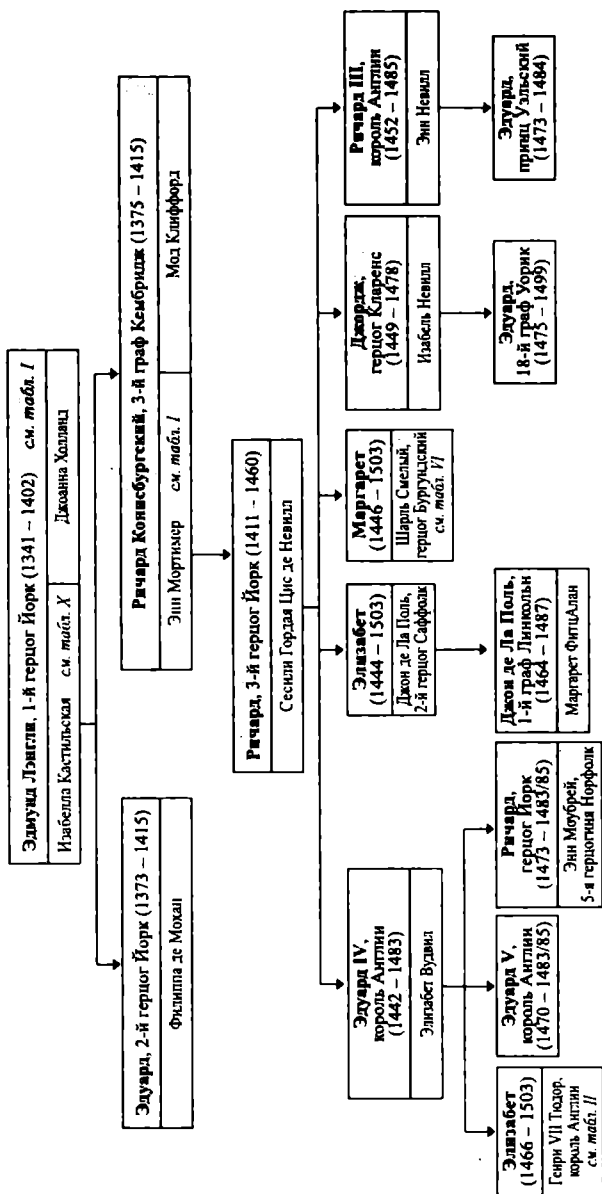 Эдмунд Лэнгли, 1-й герцог Йорк (1341 – 1402) см. табл. I
Изабелла Кастильская см. табл. X
Джоанна Холланд
Эдуард, 2-й герцог Йорк (1373 – 1415)
Филиппа де Мохан
Ричард Конисбургский, 3-й граф Кембридж (1375 – 1415)
Энн Мортимер см. табл. I
Мод Клиффорд
Ричард, 3-й герцог Йорк (1411 – 1460)
Сесили Гордая Цис де Невилл
Эдуард IV,
король Англии
(1442 – 1483)
Элизабет Вудвил
Элизабет
(1444 – 1503)
Джон де Ла Поль,
2-й герцог Саффолк
Маргарет
(1446 – 1503)
Шарль Смелый,
герцог Бургундский
см. табл. VI
Джордж,
герцог Кларенс
(1449 – 1478)
Изабель Невилл
Ричард III,
король Англии
(1452 – 1485)
Энн Невилл
Элизабет
(1466 – 1503)
Генри VII Тюдор,
король Англии
см. табл. II
Эдуард V,
король Англии
(1470 – 1483/85)
Ричард,
герцог Йорк
(1473 – 1483/85)
Энн Моубрей,
5-я герцогиня Норфолк
Джон де Ла Поль,
1-й граф Линкольн
(1464 – 1487)
Маргарет ФитцАлан
Эдуард,
18-й граф Уорик
(1475 – 1499)
Эдуард,
принц Уэльский
(1473 – 1484)